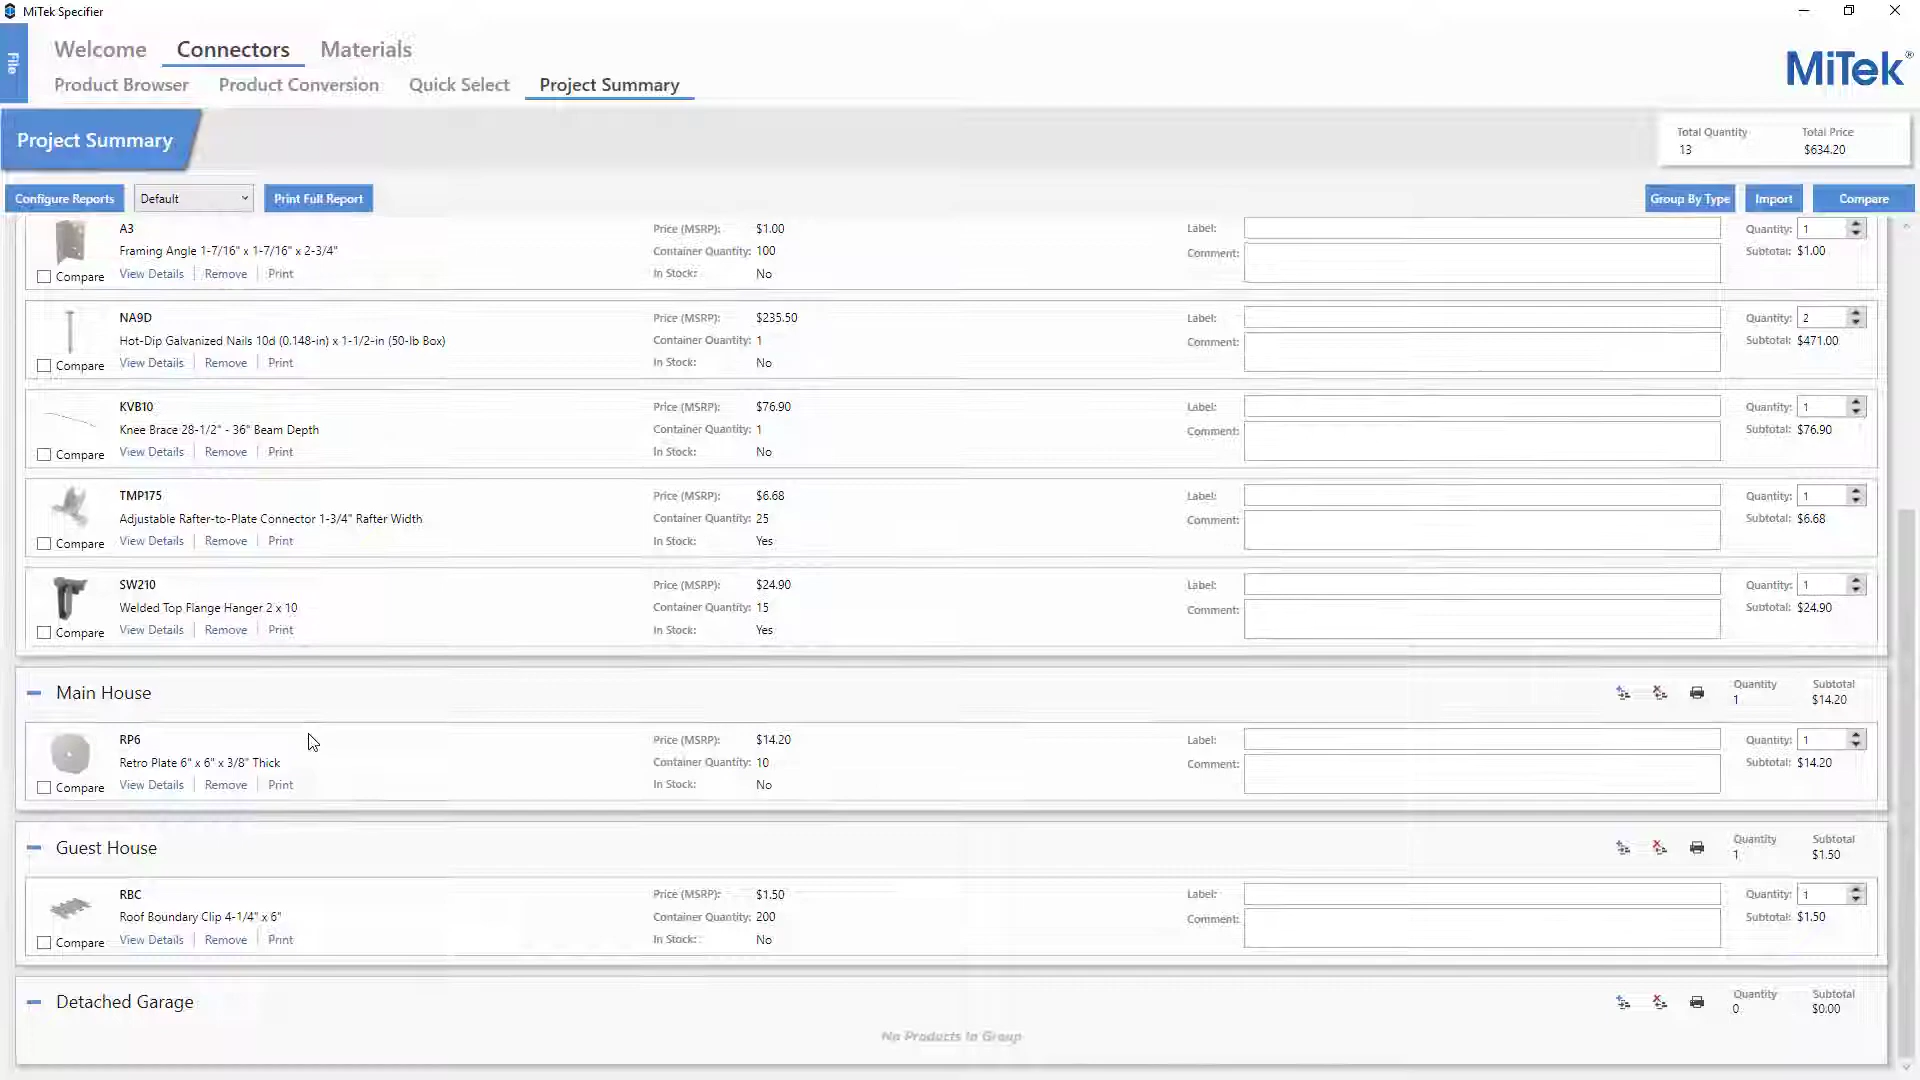 MiTek Specifier
File
Welcome Connectors Materials
Product Browser Product Conversion Quick Select Project Summary
MiTek®
Project Summary
Total Quantity Total Price
13 $634.20
Configure Reports Default Print Full Report Group By Type Import Compare
A3 Price (MSRP): $1.00 Label: Quantity: 1
Framing Angle 1-7/16" x 1-7/16" x 2-3/4" Container Quantity: 100 Comment: Subtotal: $1.00
Compare View Details Remove Print In Stock: No
NA9D Price (MSRP): $235.50 Label: Quantity: 2
Hot-Dip Galvanized Nails 10d (0.148-in) x 1-1/2-in (50-lb Box) Container Quantity: 1 Comment: Subtotal: $471.00
Compare View Details Remove Print In Stock: No
KVB10 Price (MSRP): $76.90 Label: Quantity: 1
Knee Brace 28-1/2" - 36" Beam Depth Container Quantity: 1 Comment: Subtotal: $76.90
Compare View Details Remove Print In Stock: No
TMP175 Price (MSRP): $6.68 Label: Quantity: 1
Adjustable Rafter-to-Plate Connector 1-3/4" Rafter Width Container Quantity: 25 Comment: Subtotal: $6.68
Compare View Details Remove Print In Stock: Yes
SW210 Price (MSRP): $24.90 Label: Quantity: 1
Welded Top Flange Hanger 2 x 10 Container Quantity: 15 Comment: Subtotal: $24.90
Compare View Details Remove Print In Stock: Yes
Main House Quantity Subtotal
1 $14.20
RP6 Price (MSRP): $14.20 Label: Quantity: 1
Retro Plate 6" x 6" x 3/8" Thick Container Quantity: 10 Comment: Subtotal: $14.20
Compare View Details Remove Print In Stock: No
Guest House Quantity Subtotal
1 $1.50
RBC Price (MSRP): $1.50 Label: Quantity: 1
Roof Boundary Clip 4-1/4" x 6" Container Quantity: 200 Comment: Subtotal: $1.50
Compare View Details Remove Print In Stock: No
Detached Garage Quantity Subtotal
0 $0.00
No Products In Group